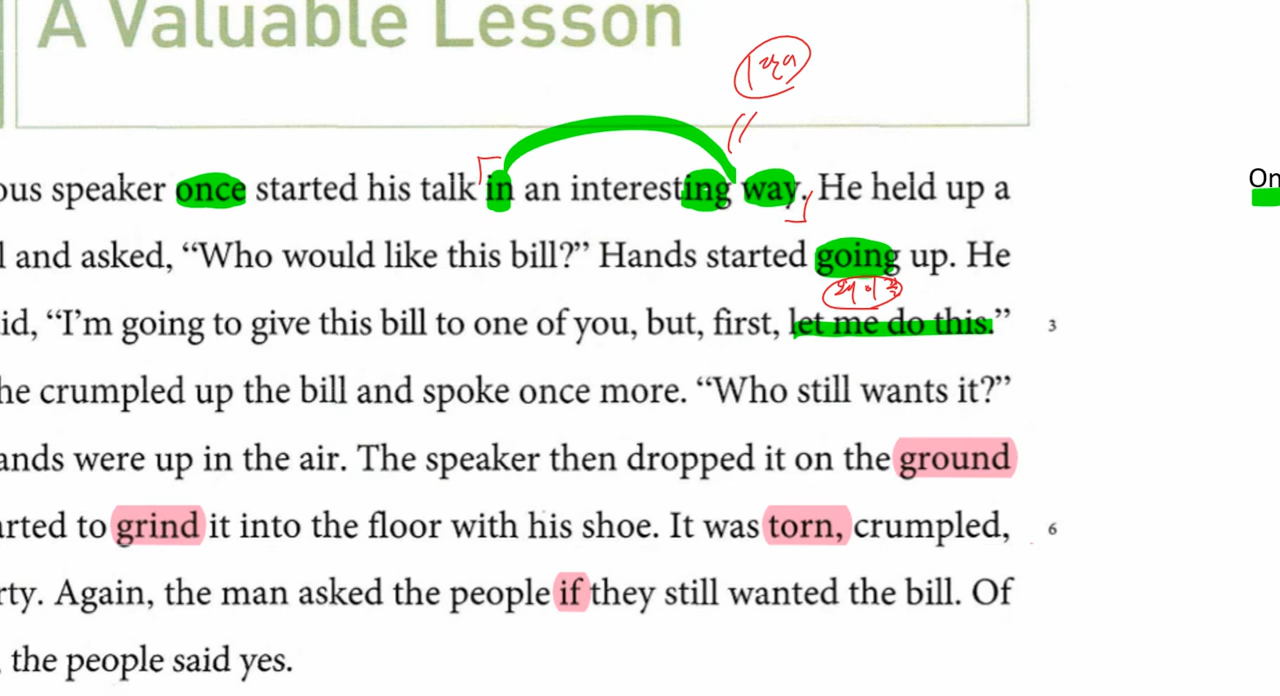 A Valuable Lesson
ous speaker once started his talk in an interesting way. He held up a
On
l and asked, “Who would like this bill?” Hands started going up. He
id, “I’m going to give this bill to one of you, but, first, let me do this.”
3
he crumpled up the bill and spoke once more. “Who still wants it?”
ands were up in the air. The speaker then dropped it on the ground
arted to grind it into the floor with his shoe. It was torn, crumpled,
6
rty. Again, the man asked the people if they still wanted the bill. Of
, the people said yes.